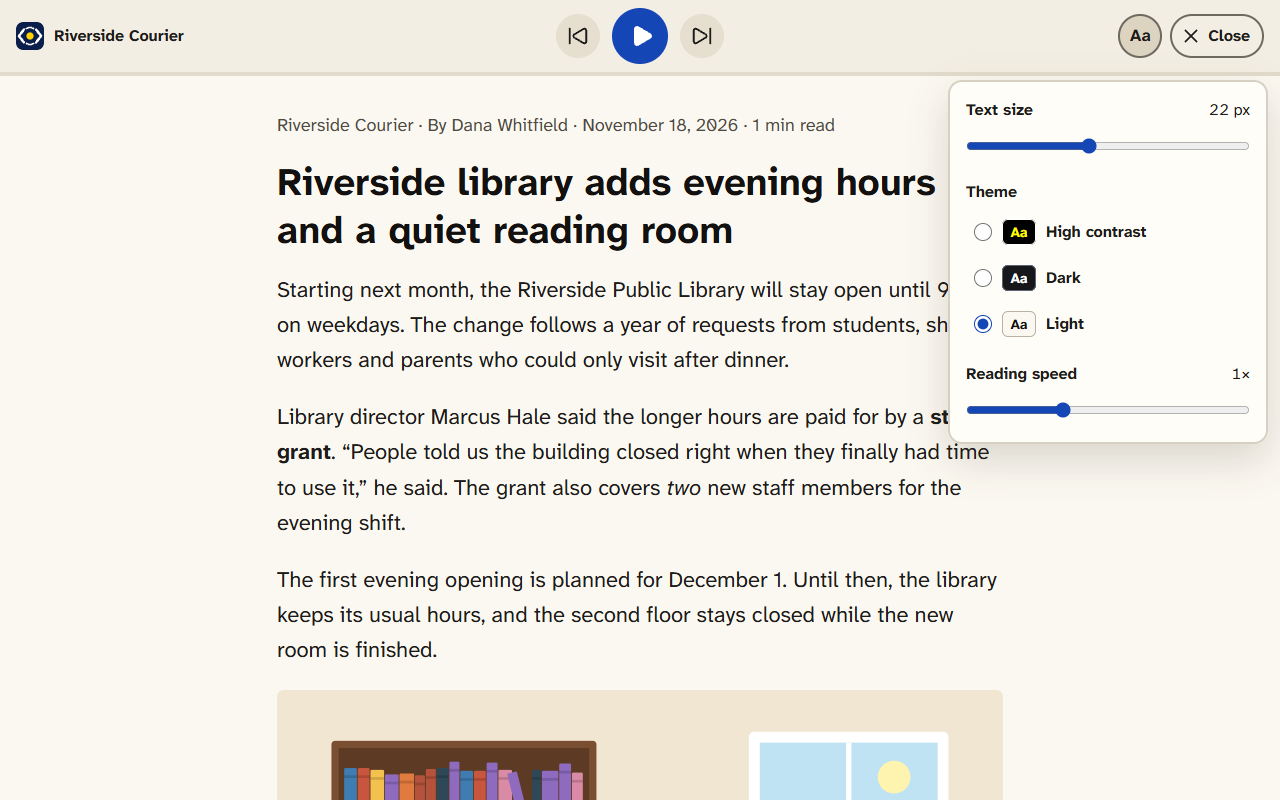 Riverside Courier
Aa
Close
Text size
22 px
Theme
Aa
High contrast
Aa
Dark
Aa
Light
Reading speed
1×
Riverside Courier · By Dana Whitfield · November 18, 2026 · 1 min read
Riverside library adds evening hours
and a quiet reading room
Starting next month, the Riverside Public Library will stay open until 9
on weekdays. The change follows a year of requests from students, sh
workers and parents who could only visit after dinner.
Library director Marcus Hale said the longer hours are paid for by a st
grant. “People told us the building closed right when they finally had time
to use it,” he said. The grant also covers two new staff members for the
evening shift.
The first evening opening is planned for December 1. Until then, the library
keeps its usual hours, and the second floor stays closed while the new
room is finished.